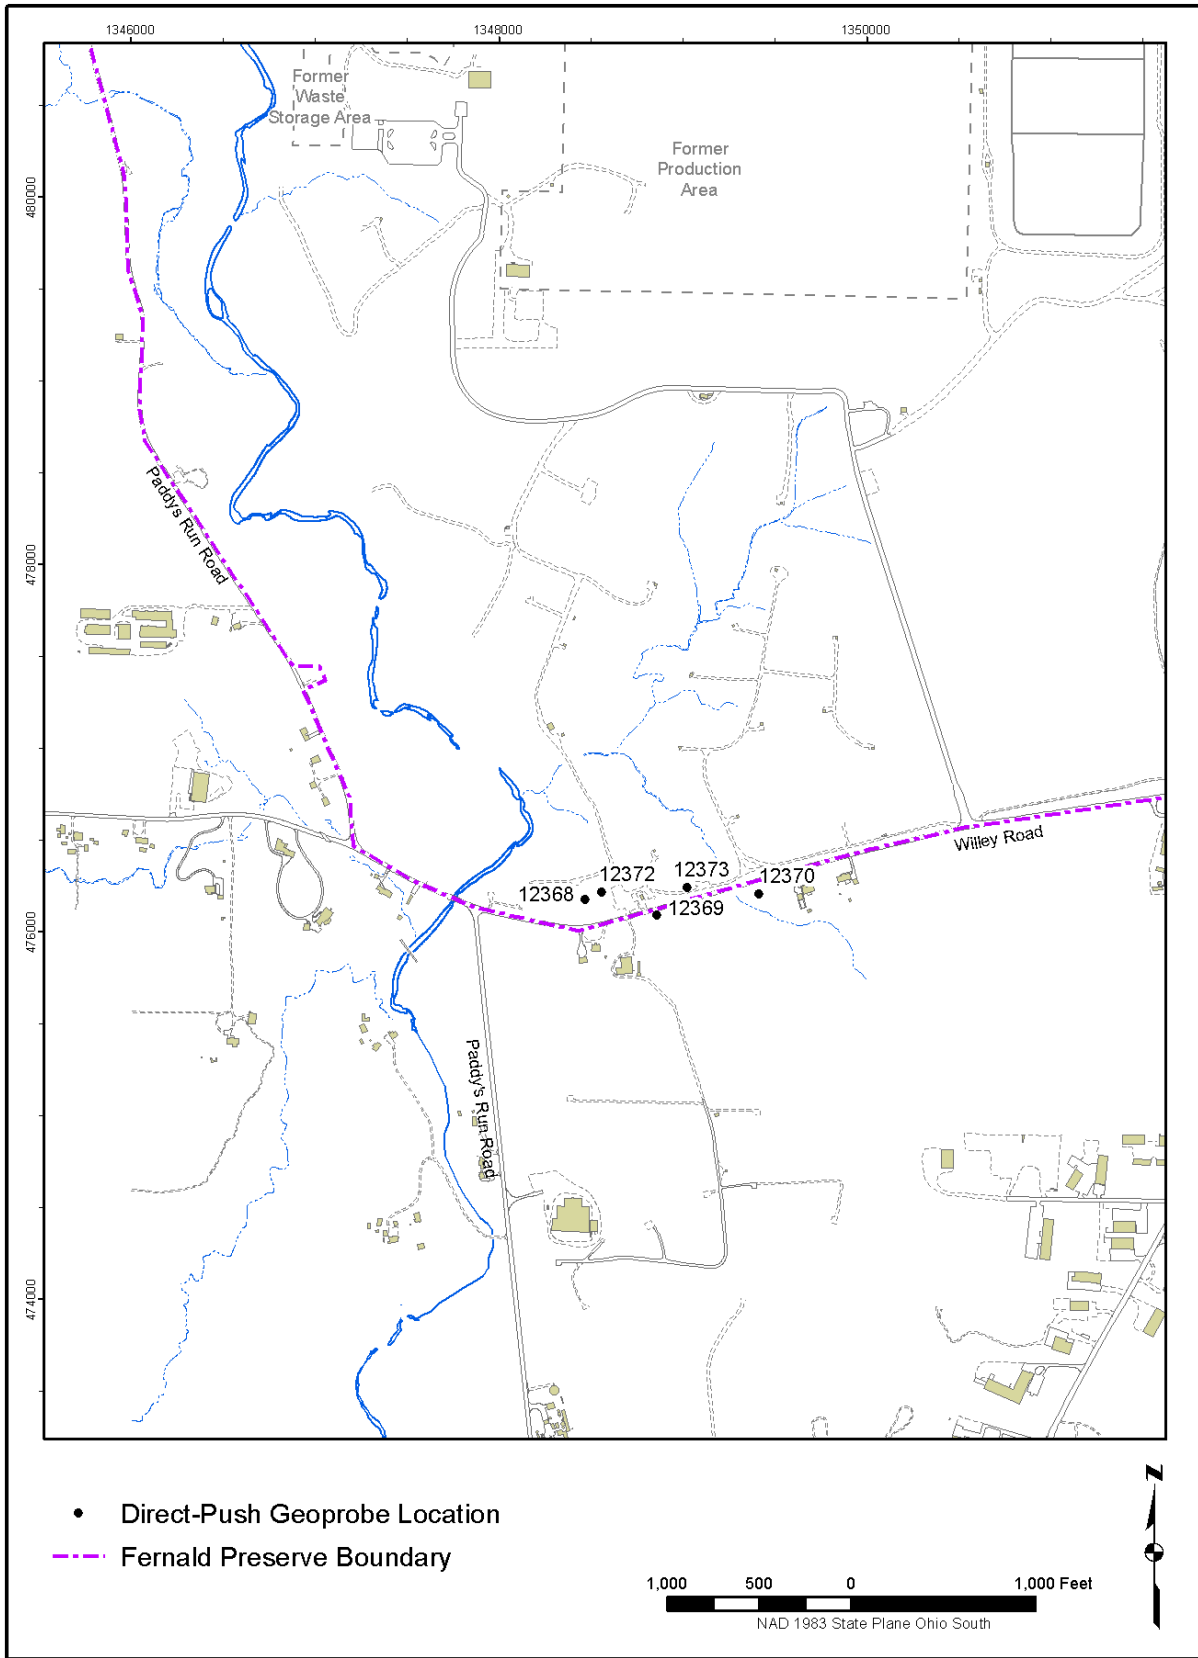 1346000
1348000
1350000
480000
478000
476000
474000
Former
Waste
Storage Area
Former
Production
Area
Paddys Run Road
Willey Road
12373
12372
12370
12368
12369
Paddy's Run Road
Direct-Push Geoprobe Location
Fernald Preserve Boundary
N
1,000 500 0 1,000 Feet
NAD 1983 State Plane Ohio South